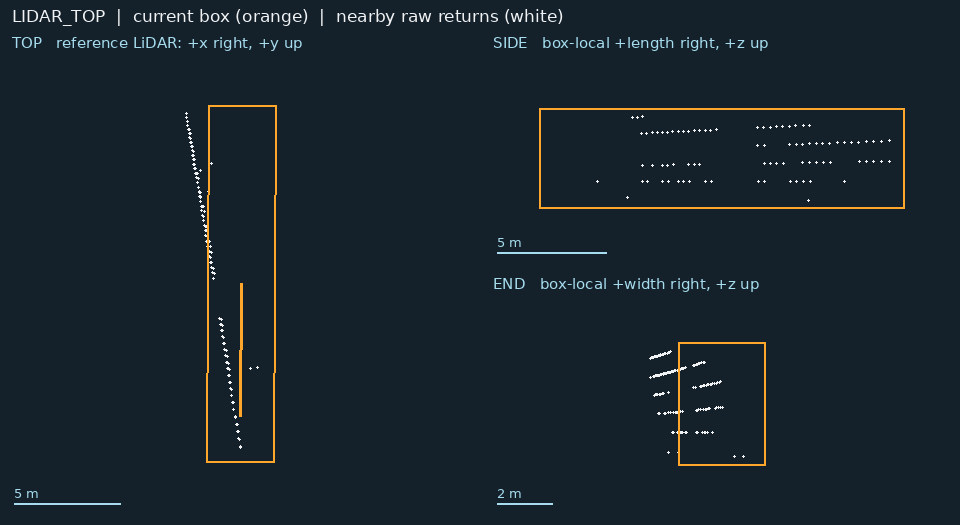 LIDAR_TOP | current box (orange) | nearby raw returns (white)
TOP reference LiDAR: +x right, +y up
SIDE box-local +length right, +z up
5 m
END box-local +width right, +z up
5 m
2 m